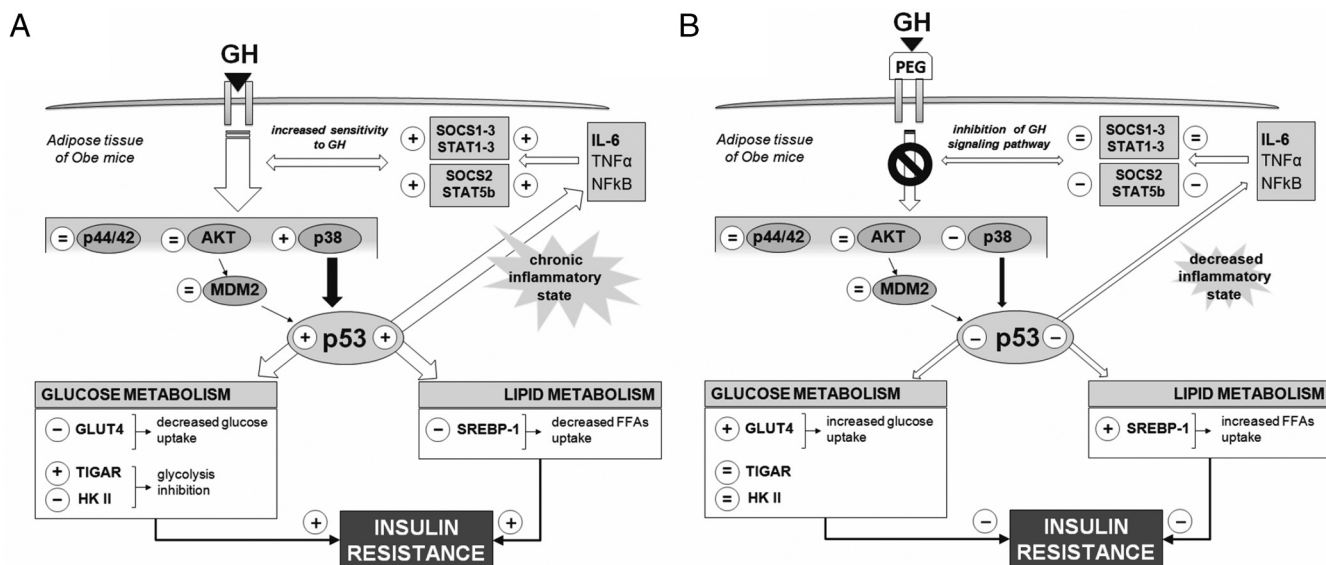 A
GH
Adipose tissue
of Obe mice
increased sensitivity
to GH
+ SOCS1-3 +
STAT1-3
+ SOCS2 +
STAT5b
IL-6
TNFα
NFkB
= p44/42 = AKT + p38
= MDM2
chronic
inflammatory
state
+ p53 +
GLUCOSE METABOLISM
− GLUT4
decreased glucose
uptake
+ TIGAR
− HK II
glycolysis
inhibition
LIPID METABOLISM
− SREBP-1
decreased FFAs
uptake
+ INSULIN +
RESISTANCE
B
GH
PEG
Adipose tissue
of Obe mice
inhibition of GH
signaling pathway
= SOCS1-3 =
STAT1-3
− SOCS2 −
STAT5b
IL-6
TNFα
NFkB
= p44/42 = AKT − p38
= MDM2
decreased
inflammatory
state
− p53 −
GLUCOSE METABOLISM
+ GLUT4
increased glucose
uptake
= TIGAR
= HK II
LIPID METABOLISM
+ SREBP-1
increased FFAs
uptake
− INSULIN −
RESISTANCE